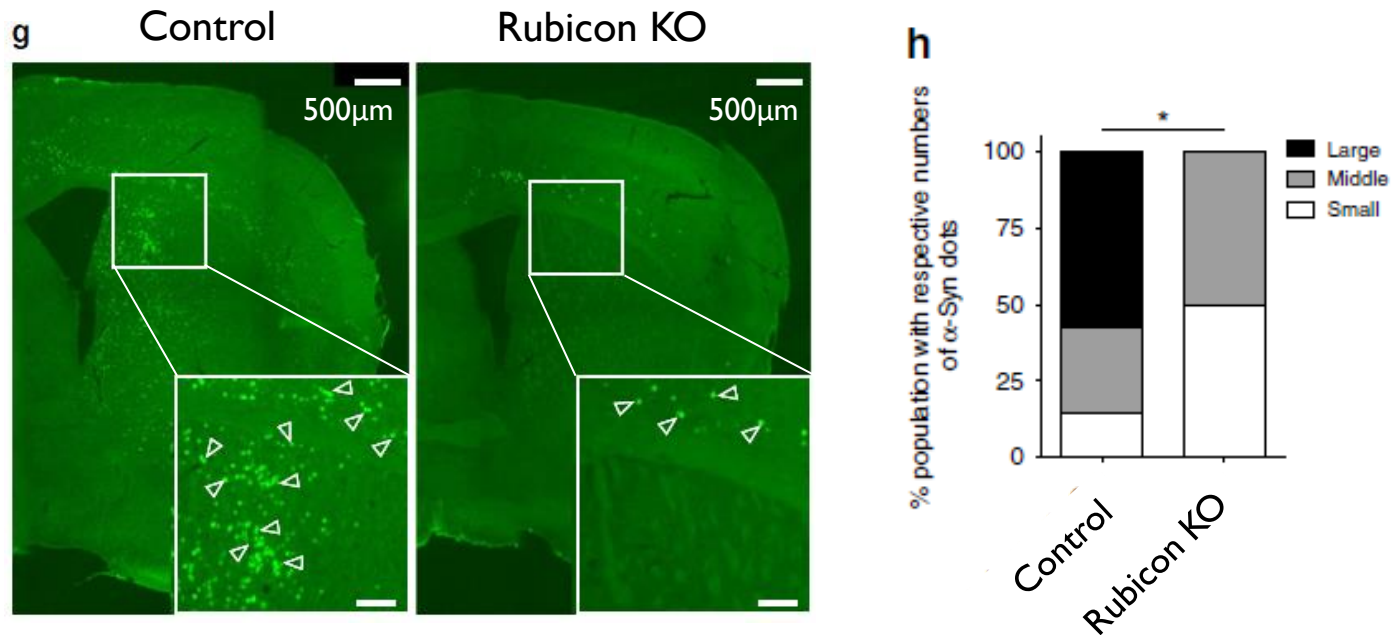 g
Control
Rubicon KO
500μm
500μm
h
% population with respective numbers
of α-Syn dots
*
100
75
50
25
0
Large
Middle
Small
Control
Rubicon KO